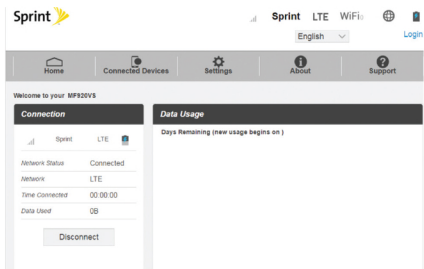 Sprint
Sprint LTE WiFi
English
Login
Home
Connected Devices
Settings
About
Support
Welcome to your MF920VS
Connection
Sprint LTE
Network Status Connected
Network LTE
Time Connected 00:00:00
Data Used 0B
Disconnect
Data Usage
Days Remaining (new usage begins on )